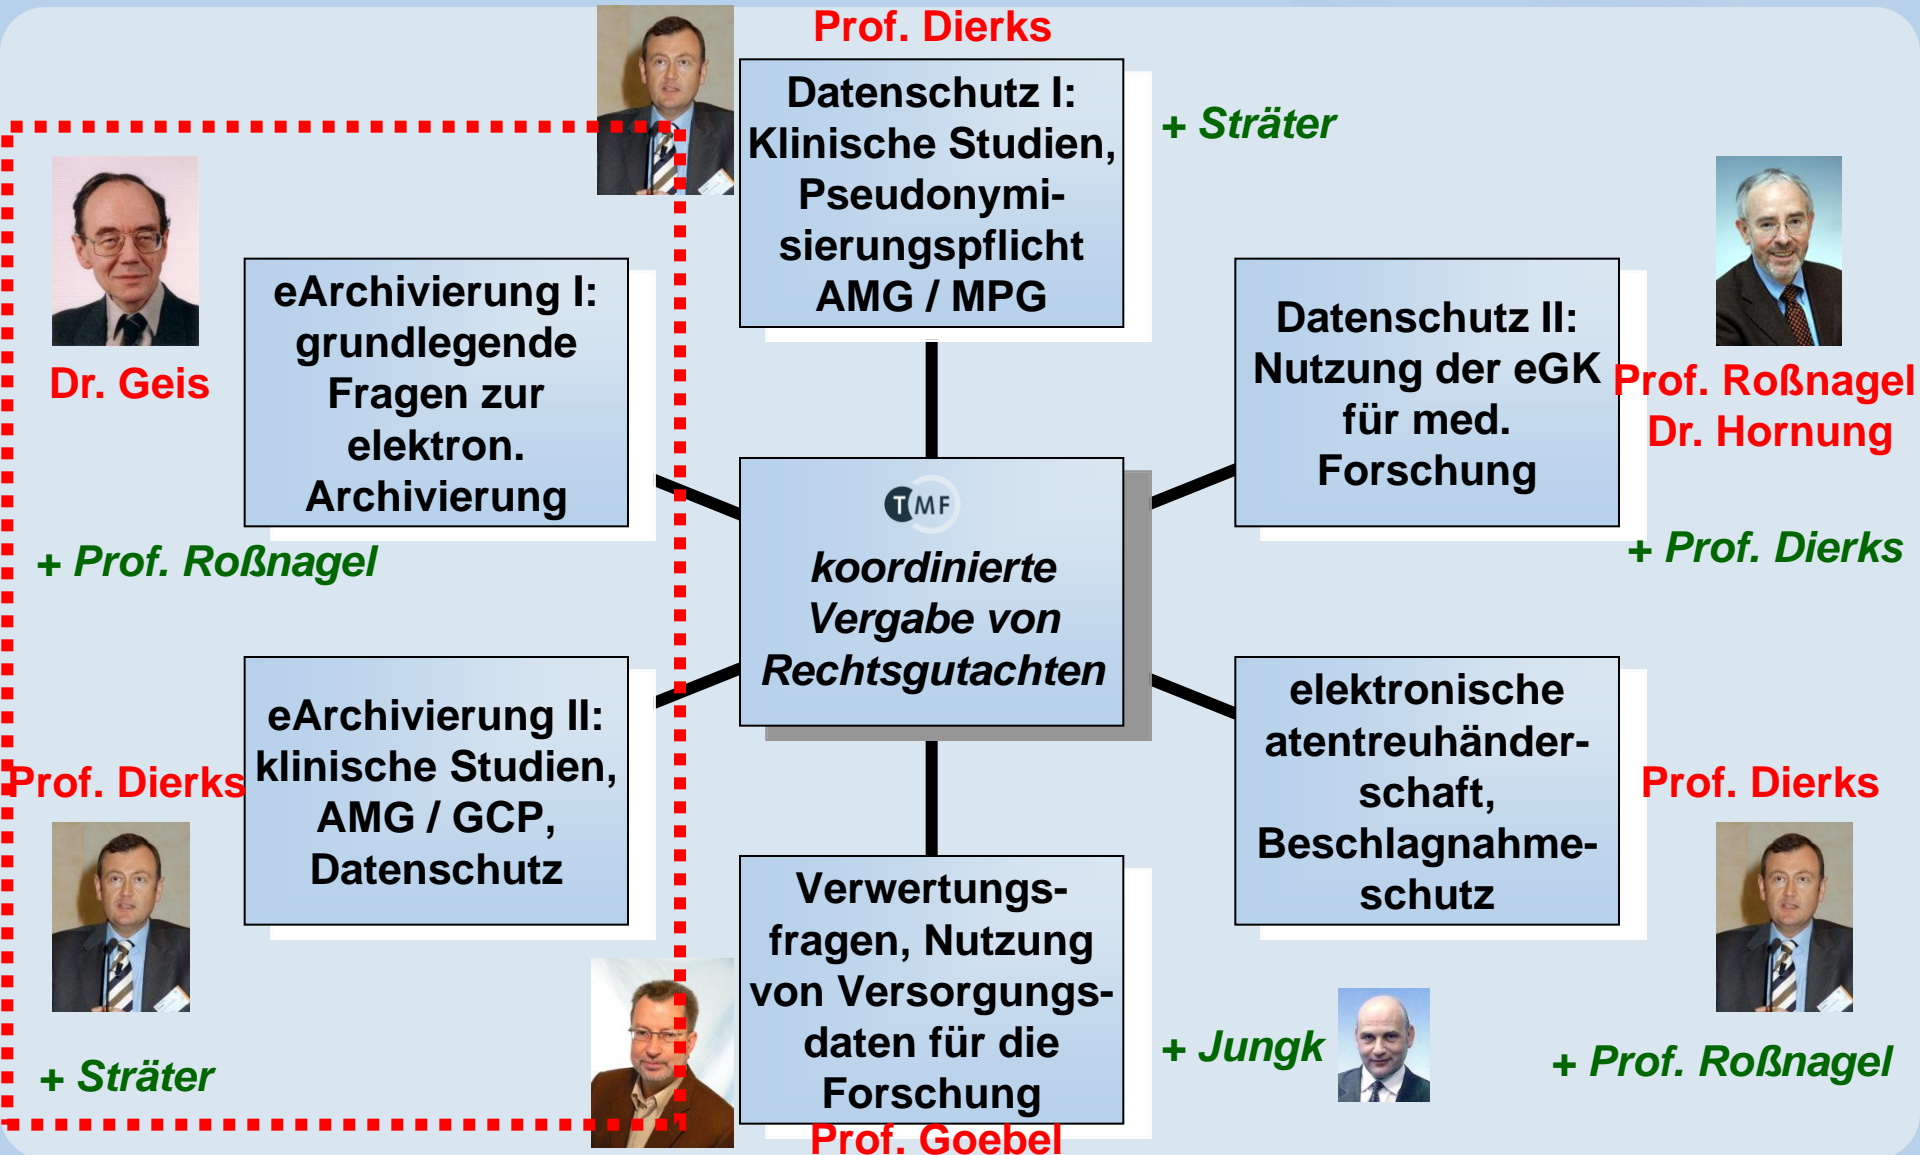 Prof. Dierks
Datenschutz I:
Klinische Studien,
Pseudonymi-
sierungspflicht
AMG / MPG
+ Sträter
Dr. Geis
eArchivierung I:
grundlegende
Fragen zur
elektron.
Archivierung
+ Prof. Roßnagel
Datenschutz II:
Nutzung der eGK
für med.
Forschung
Prof. Roßnagel
Dr. Hornung
+ Prof. Dierks
TMF
koordinierte
Vergabe von
Rechtsgutachten
Prof. Dierks
eArchivierung II:
klinische Studien,
AMG / GCP,
Datenschutz
+ Sträter
elektronische
atentreuhänder-
schaft,
Beschlagnahme-
schutz
Prof. Dierks
+ Prof. Roßnagel
Verwertungs-
fragen, Nutzung
von Versorgungs-
daten für die
Forschung
Prof. Goebel
+ Jungk